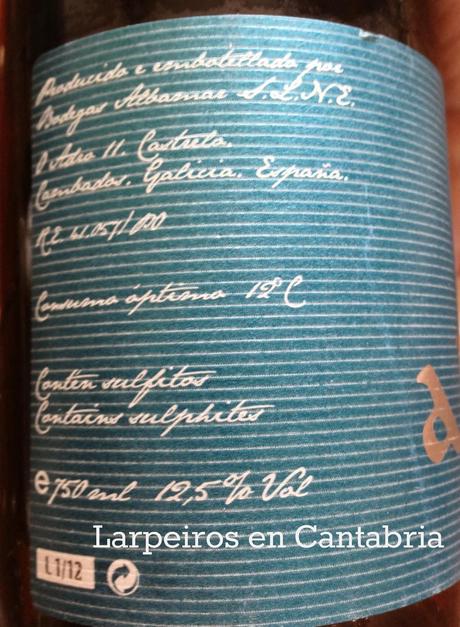 Producido e embotellado por
Bodegas Albamar S.L.N.E.
O Adro 11. Castrelo.
Cambados. Galicia. España.
R.E. 41.057/PO
Consumo óptimo 12ºC
Contén sulfitos
Contains sulphites
e 750 ml 12,5% Vol
d
Larpeiros en Cantabria
L 1/12